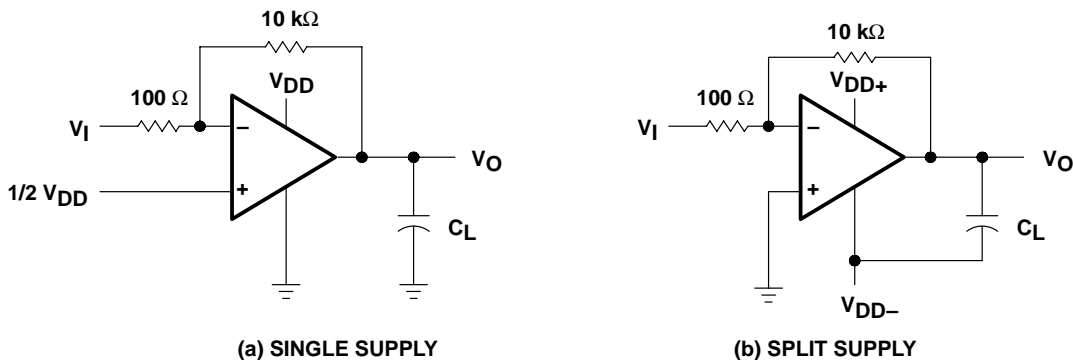 10 kΩ
VDD
100 Ω
VI
−
+
1/2 VDD
VO
CL
(a) SINGLE SUPPLY
10 kΩ
VDD+
100 Ω
VI
−
+
VO
CL
VDD−
(b) SPLIT SUPPLY